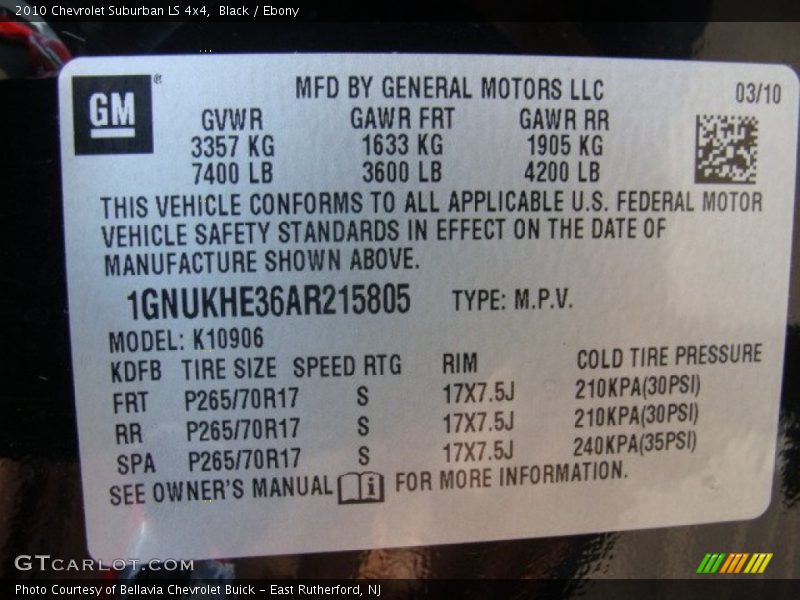 2010 Chevrolet Suburban LS 4x4,  Black / Ebony
GM ®
MFD BY GENERAL MOTORS LLC 03/10
GVWR GAWR FRT GAWR RR
3357 KG 1633 KG 1905 KG
7400 LB 3600 LB 4200 LB
THIS VEHICLE CONFORMS TO ALL APPLICABLE U.S. FEDERAL MOTOR
VEHICLE SAFETY STANDARDS IN EFFECT ON THE DATE OF
MANUFACTURE SHOWN ABOVE.
1GNUKHE36AR215805 TYPE: M.P.V.
MODEL: K10906
KDFB TIRE SIZE SPEED RTG RIM COLD TIRE PRESSURE
FRT P265/70R17 S 17X7.5J 210KPA(30PSI)
RR P265/70R17 S 17X7.5J 210KPA(30PSI)
SPA P265/70R17 S 17X7.5J 240KPA(35PSI)
SEE OWNER'S MANUAL i FOR MORE INFORMATION.
GTCARLOT.COM
Photo Courtesy of Bellavia Chevrolet Buick – East Rutherford, NJ